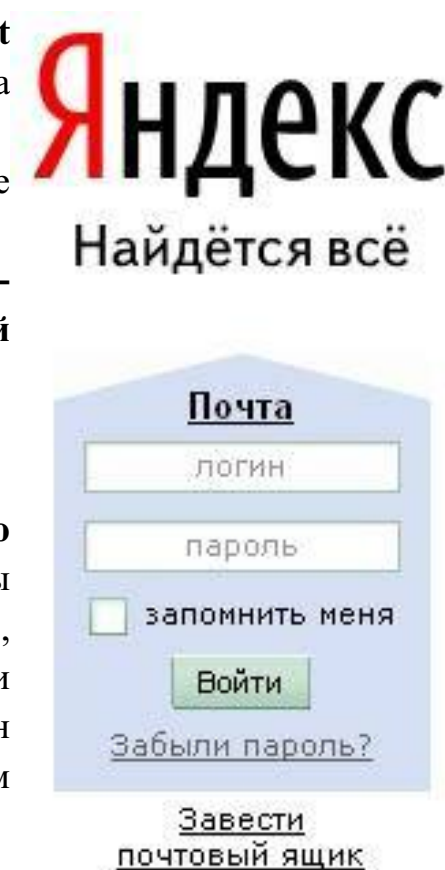 Яндекс
Найдётся всё
Почта
логин
пароль
запомнить меня
Войти
Забыли пароль?
Завести
почтовый ящик